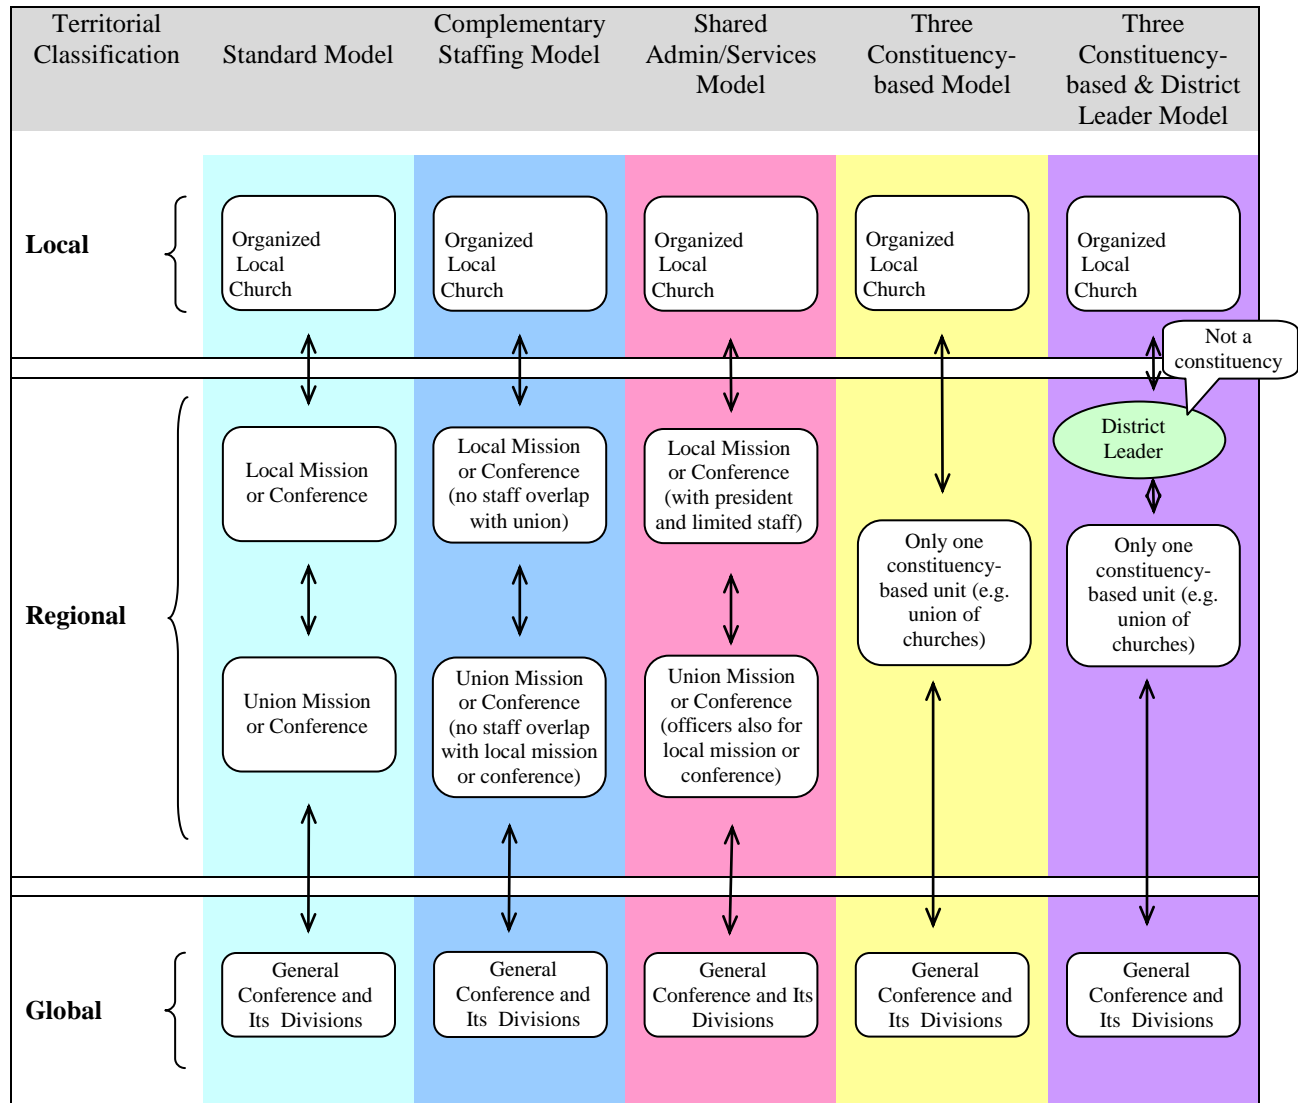 Territorial
Classification
Standard Model
Complementary
Staffing Model
Shared
Admin/Services
Model
Three
Constituency-
based Model
Three
Constituency-
based & District
Leader Model
Local
Organized
Local
Church
Organized
Local
Church
Organized
Local
Church
Organized
Local
Church
Organized
Local
Church
Not a
constituency
Regional
Local Mission
or Conference
Local Mission
or Conference
(no staff overlap
with union)
Local Mission
or Conference
(with president
and limited staff)
District
Leader
Only one
constituency-
based unit (e.g.
union of
churches)
Only one
constituency-
based unit (e.g.
union of
churches)
Union Mission
or Conference
Union Mission
or Conference
(no staff overlap
with local mission
or conference)
Union Mission
or Conference
(officers also for
local mission or
conference)
Global
General
Conference and
Its Divisions
General
Conference and
Its Divisions
General
Conference and Its
Divisions
General
Conference and
Its Divisions
General
Conference and
Its Divisions